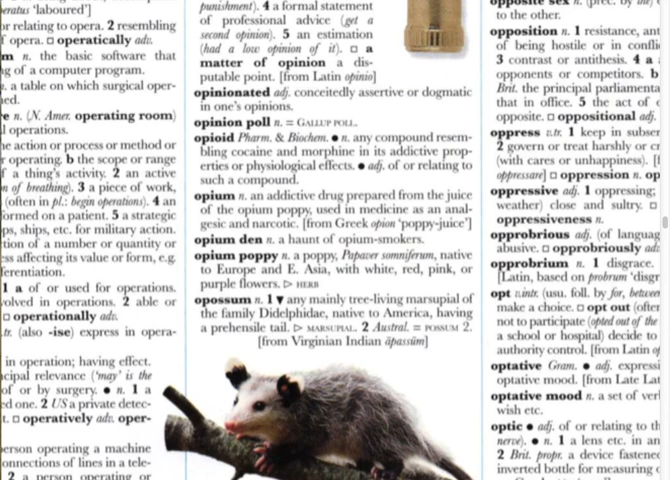 eratus 'laboured']
or relating to opera. 2 resembling
f opera. □ operatically adv.
m n. the basic software that
ng of a computer program.
. a table on which surgical oper-
ned.
e n. (N. Amer. operating room)
l operations.
he action or process or method or
r operating. b the scope or range
f a thing's activity. 2 an active
n of breathing). 3 a piece of work,
(often in pl.: begin operations). 4 an
formed on a patient. 5 a strategic
ps, ships, etc. for military action.
tion of a number or quantity or
ess affecting its value or form, e.g.
ferentiation.
1 a of or used for operations.
volved in operations. 2 able or
□ operationally adv.
.tr. (also -ise) express in opera-
in operation; having effect.
cipal relevance ('may' is the
of or by surgery. ● n. 1 a
ed one. 2 US a private detec-
t. □ operatively adv. oper-
erson operating a machine
onnections of lines in a tele-
2 a person operating or
punishment). 4 a formal statement
of professional advice (get a
second opinion). 5 an estimation
(had a low opinion of it). □ a
matter of opinion a dis-
putable point. [from Latin opinio]
opinionated adj. conceitedly assertive or dogmatic
in one's opinions.
opinion poll n. = GALLUP POLL.
opioid Pharm. & Biochem. ● n. any compound resem-
bling cocaine and morphine in its addictive prop-
erties or physiological effects. ● adj. of or relating to
such a compound.
opium n. an addictive drug prepared from the juice
of the opium poppy, used in medicine as an anal-
gesic and narcotic. [from Greek opion 'poppy-juice']
opium den n. a haunt of opium-smokers.
opium poppy n. a poppy, Papaver somniferum, native
to Europe and E. Asia, with white, red, pink, or
purple flowers. ▷ HERB
opossum n. 1 ▼ any mainly tree-living marsupial of
the family Didelphidae, native to America, having
a prehensile tail. ▷ MARSUPIAL. 2 Austral. = POSSUM 2.
[from Virginian Indian āpassūm]
opposite sex n. (prec. by the)
to the other.
opposition n. 1 resistance, ant
of being hostile or in confli
3 contrast or antithesis. 4 a
opponents or competitors. b
Brit. the principal parliamenta
that in office. 5 the act of
opposite. □ oppositional adj.
oppress v.tr. 1 keep in subser
2 govern or treat harshly or cr
(with cares or unhappiness). [f
oppressare] □ oppression n. op
oppressive adj. 1 oppressing;
weather) close and sultry. □
oppressiveness n.
opprobrious adj. (of languag
abusive. □ opprobriously adv
opprobrium n. 1 disgrace.
[Latin, based on probrum 'disgr
opt v.intr. (usu. foll. by for, between
make a choice. □ opt out (often
not to participate (opted out of the
a school or hospital) decide to
authority control. [from Latin o
optative Gram. ● adj. expressi
optative mood. [from Late Lat
optative mood n. a set of ver
wish etc.
optic ● adj. of or relating to th
nerve). ● n. 1 a lens etc. in an
2 Brit. propr. a device fastened
inverted bottle for measuring